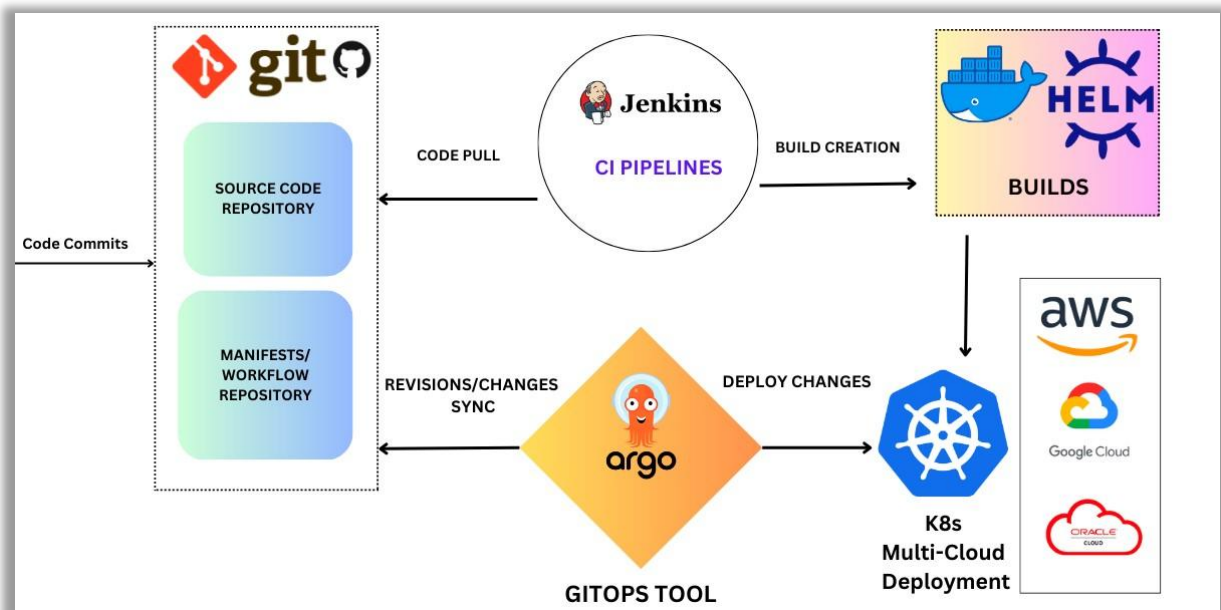 git
Jenkins
CI PIPELINES
HELM
BUILDS
CODE PULL
BUILD CREATION
SOURCE CODE
REPOSITORY
Code Commits
MANIFESTS/
WORKFLOW
REPOSITORY
REVISIONS/CHANGES
SYNC
DEPLOY CHANGES
argo
GITOPS TOOL
aws
Google Cloud
ORACLE
CLOUD
K8s
Multi-Cloud
Deployment